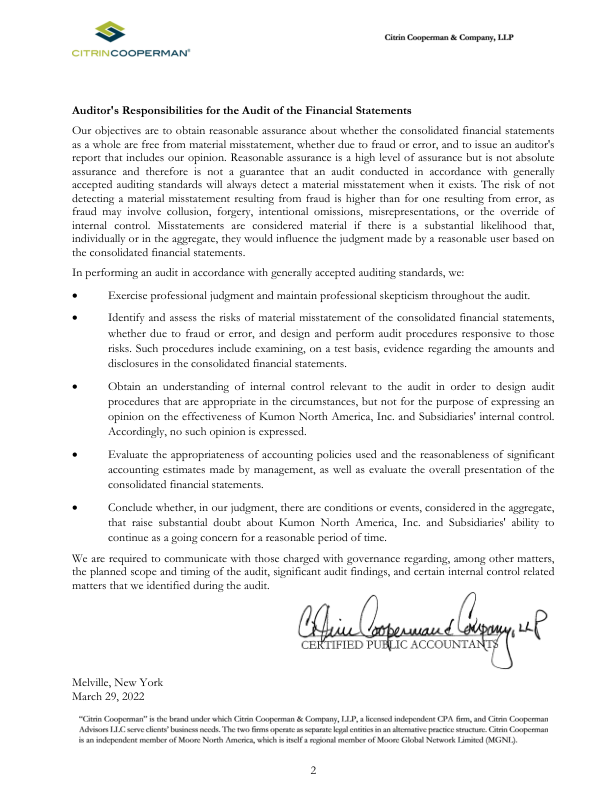 CITRINCOOPERMAN®
Citrin Cooperman & Company, LLP
Auditor's Responsibilities for the Audit of the Financial Statements
Our objectives are to obtain reasonable assurance about whether the consolidated financial statements
as a whole are free from material misstatement, whether due to fraud or error, and to issue an auditor's
report that includes our opinion. Reasonable assurance is a high level of assurance but is not absolute
assurance and therefore is not a guarantee that an audit conducted in accordance with generally
accepted auditing standards will always detect a material misstatement when it exists. The risk of not
detecting a material misstatement resulting from fraud is higher than for one resulting from error, as
fraud may involve collusion, forgery, intentional omissions, misrepresentations, or the override of
internal control. Misstatements are considered material if there is a substantial likelihood that,
individually or in the aggregate, they would influence the judgment made by a reasonable user based on
the consolidated financial statements.
In performing an audit in accordance with generally accepted auditing standards, we:
• Exercise professional judgment and maintain professional skepticism throughout the audit.
• Identify and assess the risks of material misstatement of the consolidated financial statements,
whether due to fraud or error, and design and perform audit procedures responsive to those
risks. Such procedures include examining, on a test basis, evidence regarding the amounts and
disclosures in the consolidated financial statements.
• Obtain an understanding of internal control relevant to the audit in order to design audit
procedures that are appropriate in the circumstances, but not for the purpose of expressing an
opinion on the effectiveness of Kumon North America, Inc. and Subsidiaries' internal control.
Accordingly, no such opinion is expressed.
• Evaluate the appropriateness of accounting policies used and the reasonableness of significant
accounting estimates made by management, as well as evaluate the overall presentation of the
consolidated financial statements.
• Conclude whether, in our judgment, there are conditions or events, considered in the aggregate,
that raise substantial doubt about Kumon North America, Inc. and Subsidiaries' ability to
continue as a going concern for a reasonable period of time.
We are required to communicate with those charged with governance regarding, among other matters,
the planned scope and timing of the audit, significant audit findings, and certain internal control related
matters that we identified during the audit.
Citrin Cooperman & Company, LLP
CERTIFIED PUBLIC ACCOUNTANTS
Melville, New York
March 29, 2022
“Citrin Cooperman” is the brand under which Citrin Cooperman & Company, LLP, a licensed independent CPA firm, and Citrin Cooperman
Advisors LLC serve clients’ business needs. The two firms operate as separate legal entities in an alternative practice structure. Citrin Cooperman
is an independent member of Moore North America, which is itself a regional member of Moore Global Network Limited (MGNL).
2